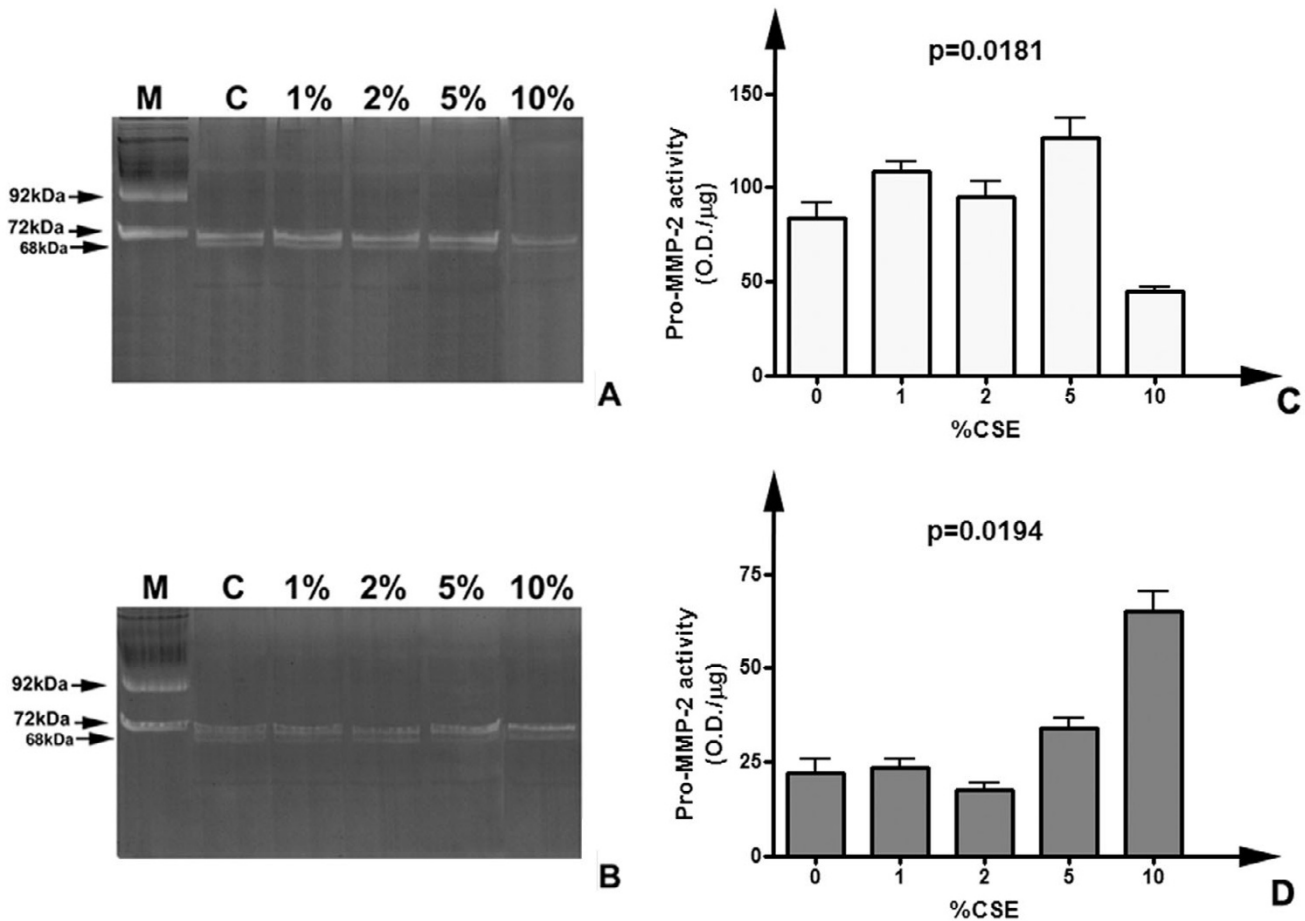 M C 1% 2% 5% 10%
92kDa
72kDa
68kDa
A
p=0.0181
150
100
50
0
Pro-MMP-2 activity
(O.D./μg)
0 1 2 5 10
%CSE
C
M C 1% 2% 5% 10%
92kDa
72kDa
68kDa
B
p=0.0194
75
50
25
0
Pro-MMP-2 activity
(O.D./μg)
0 1 2 5 10
%CSE
D